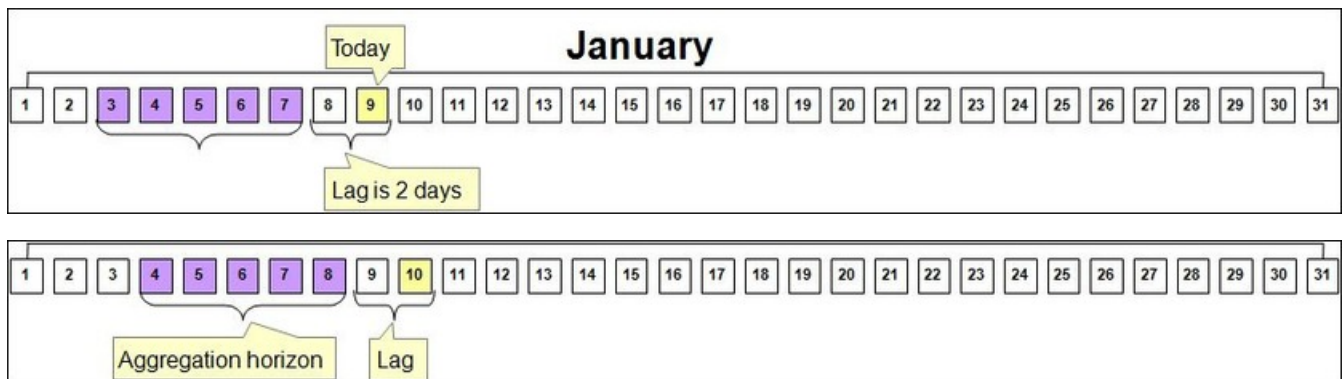 Today
January
1 2 3 4 5 6 7 8 9 10 11 12 13 14 15 16 17 18 19 20 21 22 23 24 25 26 27 28 29 30 31
Lag is 2 days
1 2 3 4 5 6 7 8 9 10 11 12 13 14 15 16 17 18 19 20 21 22 23 24 25 26 27 28 29 30 31
Aggregation horizon Lag